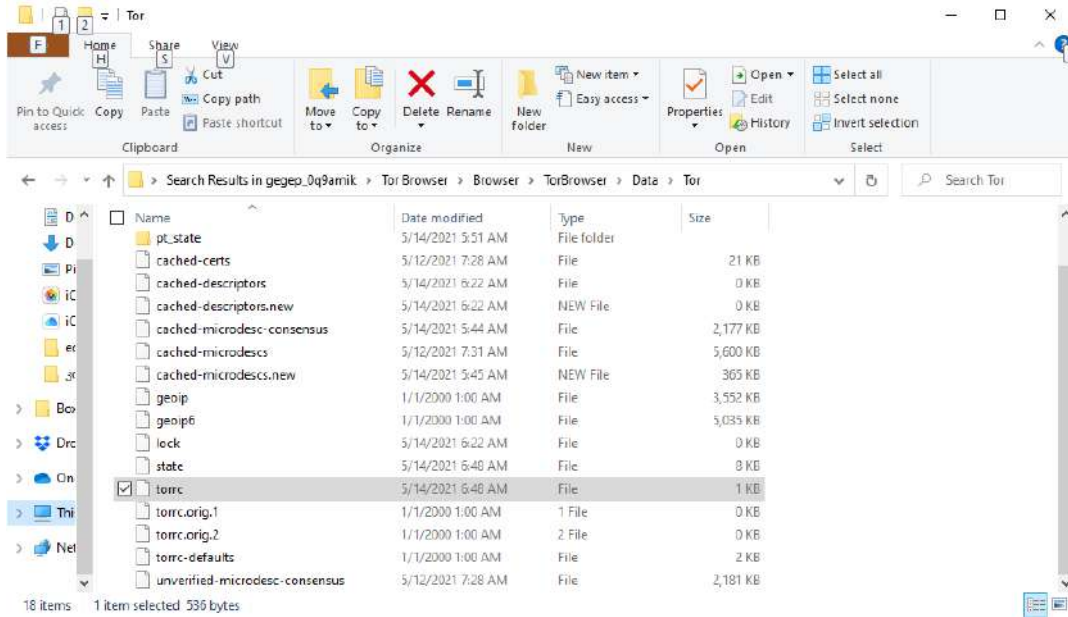 Tor
1 2
F Home Share View
H S V
Pin to Quick access
Copy
Paste
Cut
Copy path
Paste shortcut
Clipboard
Move to
Copy to
Delete
Rename
Organize
New folder
New item
Easy access
New
Properties
Open
Edit
History
Open
Select all
Select none
Invert selection
Select
Search Results in gegep_0q9amik > Tor Browser > Browser > TorBrowser > Data > Tor
Search Tor
D
D
Pi
iC
iC
Box
Dro
On
Thi
Net
Name Date modified Type Size
pt_state 5/14/2021 5:51 AM File folder
cached-certs 5/12/2021 7:28 AM File 21 KB
cached-descriptors 5/14/2021 6:22 AM File 0 KB
cached-descriptors.new 5/14/2021 6:22 AM NEW File 0 KB
cached-microdesc-consensus 5/14/2021 5:44 AM File 2,177 KB
cached-microdescs 5/12/2021 7:31 AM File 5,600 KB
cached-microdescs.new 5/14/2021 5:45 AM NEW File 365 KB
geoip 1/1/2000 1:00 AM File 3,552 KB
geoip6 1/1/2000 1:00 AM File 5,035 KB
lock 5/14/2021 6:22 AM File 0 KB
state 5/14/2021 6:48 AM File 8 KB
torrc 5/14/2021 6:48 AM File 1 KB
torrc.orig.1 1/1/2000 1:00 AM 1 File 0 KB
torrc.orig.2 1/1/2000 1:00 AM 2 File 0 KB
torrc-defaults 1/1/2000 1:00 AM File 2 KB
unverified-microdesc-consensus 5/12/2021 7:28 AM File 2,181 KB
18 items 1 item selected 536 bytes